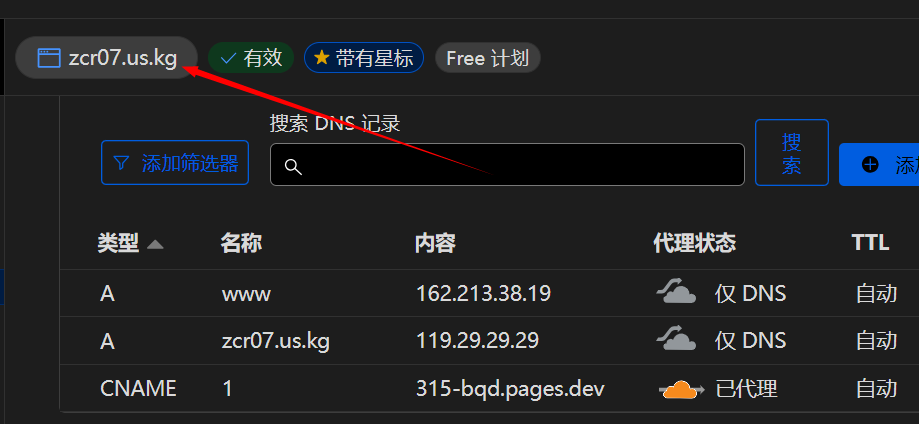 zcr07.us.kg 有效 带有星标 Free 计划
搜索 DNS 记录
添加筛选器 搜索 添加
类型 名称 内容 代理状态 TTL
A www 162.213.38.19 仅 DNS 自动
A zcr07.us.kg 119.29.29.29 仅 DNS 自动
CNAME 1 315-bqd.pages.dev 已代理 自动